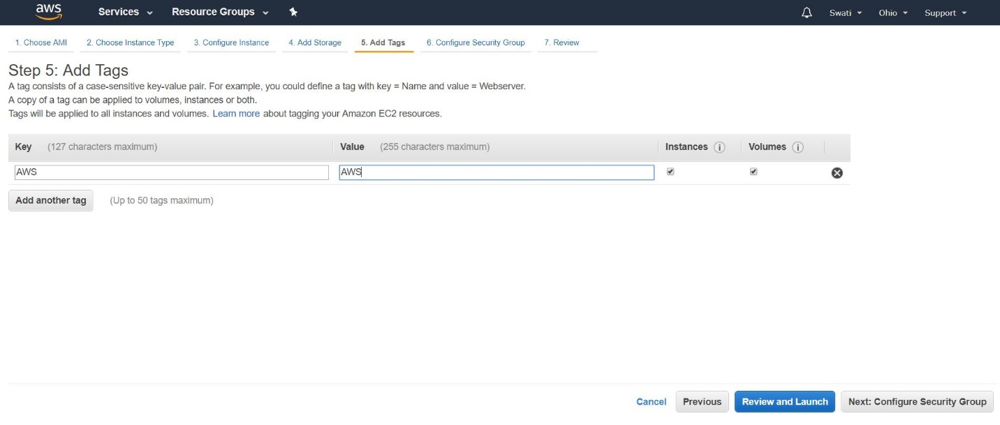 aws Services Resource Groups Swati Ohio Support
1. Choose AMI 2. Choose Instance Type 3. Configure Instance 4. Add Storage 5. Add Tags 6. Configure Security Group 7. Review
Step 5: Add Tags
A tag consists of a case-sensitive key-value pair. For example, you could define a tag with key = Name and value = Webserver.
A copy of a tag can be applied to volumes, instances or both.
Tags will be applied to all instances and volumes. Learn more about tagging your Amazon EC2 resources.
Key (127 characters maximum) Value (255 characters maximum) Instances i Volumes i
AWS AWS
Add another tag (Up to 50 tags maximum)
Cancel Previous Review and Launch Next: Configure Security Group